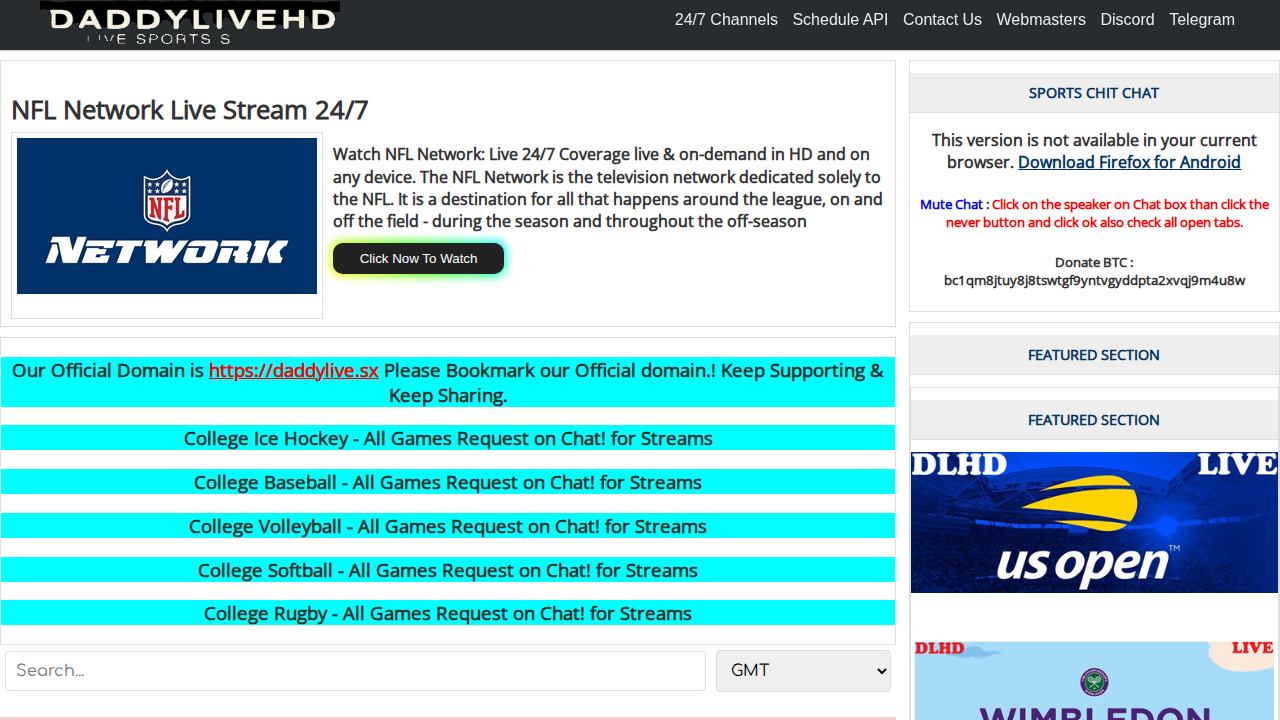 DADDYLIVEHD
LIVE SPORTS S
24/7 Channels Schedule API Contact Us Webmasters Discord Telegram
NFL Network Live Stream 24/7
NFL
NETWORK
Watch NFL Network: Live 24/7 Coverage live & on-demand in HD and on
any device. The NFL Network is the television network dedicated solely to
the NFL. It is a destination for all that happens around the league, on and
off the field - during the season and throughout the off-season
Click Now To Watch
Our Official Domain is https://daddylive.sx Please Bookmark our Official domain.! Keep Supporting &
Keep Sharing.
College Ice Hockey - All Games Request on Chat! for Streams
College Baseball - All Games Request on Chat! for Streams
College Volleyball - All Games Request on Chat! for Streams
College Softball - All Games Request on Chat! for Streams
College Rugby - All Games Request on Chat! for Streams
Search...
GMT
SPORTS CHIT CHAT
This version is not available in your current
browser. Download Firefox for Android
Mute Chat : Click on the speaker on Chat box than click the
never button and click ok also check all open tabs.
Donate BTC :
bc1qm8jtuy8j8tswtgf9yntvgyddpta2xvqj9m4u8w
FEATURED SECTION
FEATURED SECTION
DLHD LIVE
us open™
DLHD LIVE
WIMBLEDON